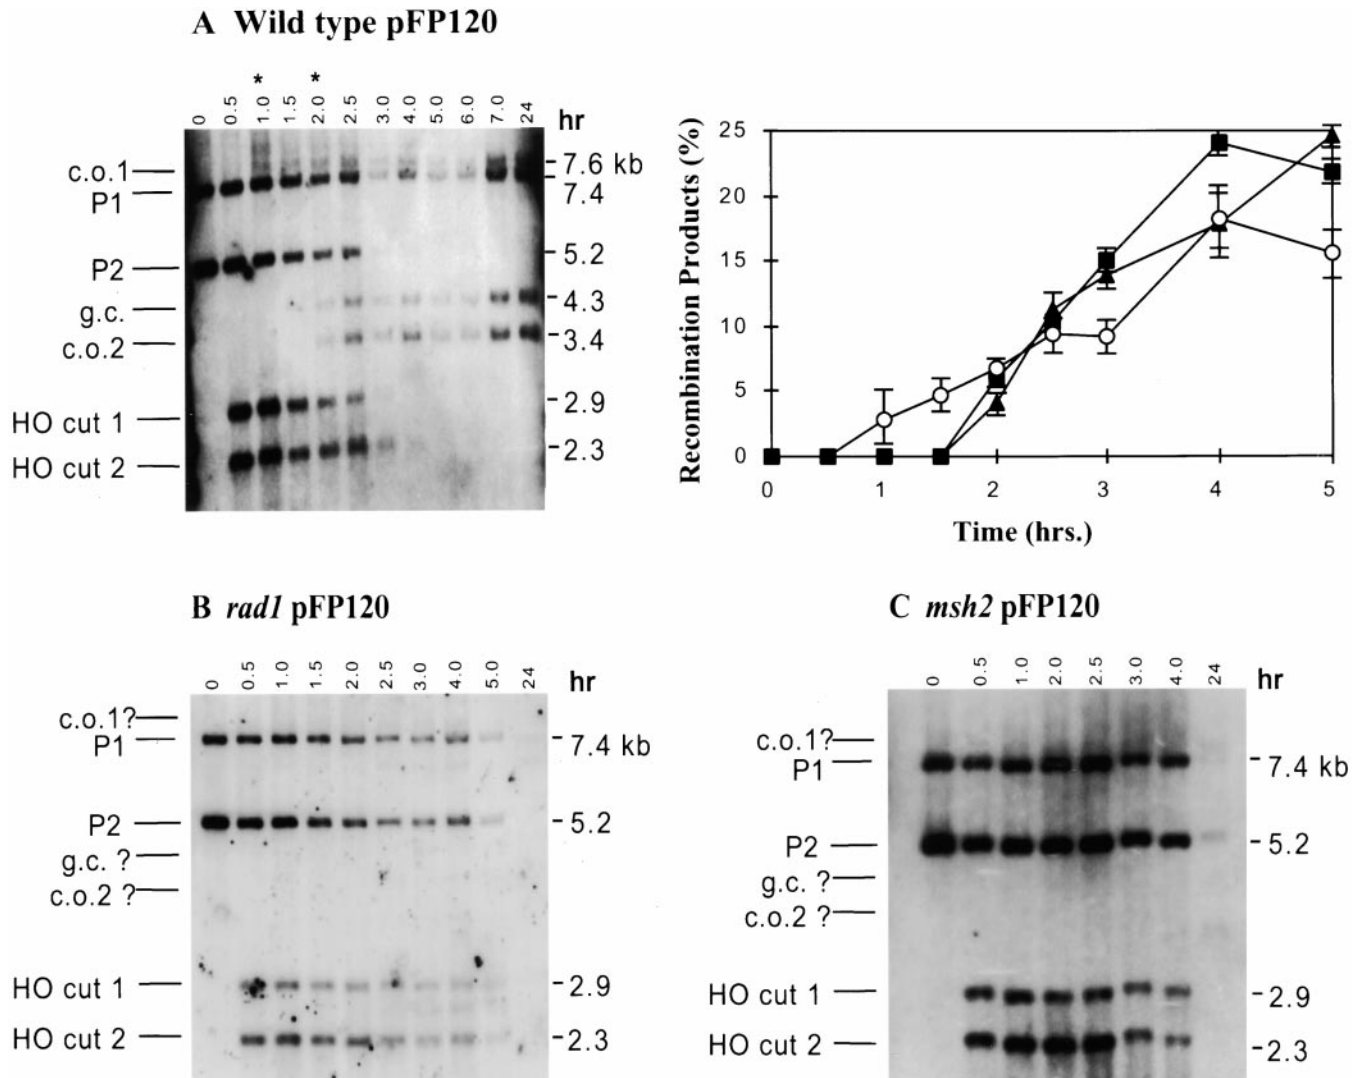 A Wild type pFP120
* *
0 0.5 1.0 1.5 2.0 2.5 3.0 4.0 5.0 6.0 7.0 24 hr
c.o.1
P1
P2
g.c.
c.o.2
HO cut 1
HO cut 2
7.6 kb
7.4
5.2
4.3
3.4
2.9
2.3
Recombination Products (%)
25
20
15
10
5
0
0 1 2 3 4 5
Time (hrs.)
B rad1 pFP120
0 0.5 1.0 1.5 2.0 2.5 3.0 4.0 5.0 24 hr
c.o.1?
P1
P2
g.c. ?
c.o.2 ?
HO cut 1
HO cut 2
7.4 kb
5.2
2.9
2.3
C msh2 pFP120
0 0.5 1.0 2.0 2.5 3.0 4.0 24 hr
c.o.1?
P1
P2
g.c. ?
c.o.2 ?
HO cut 1
HO cut 2
7.4 kb
5.2
2.9
2.3